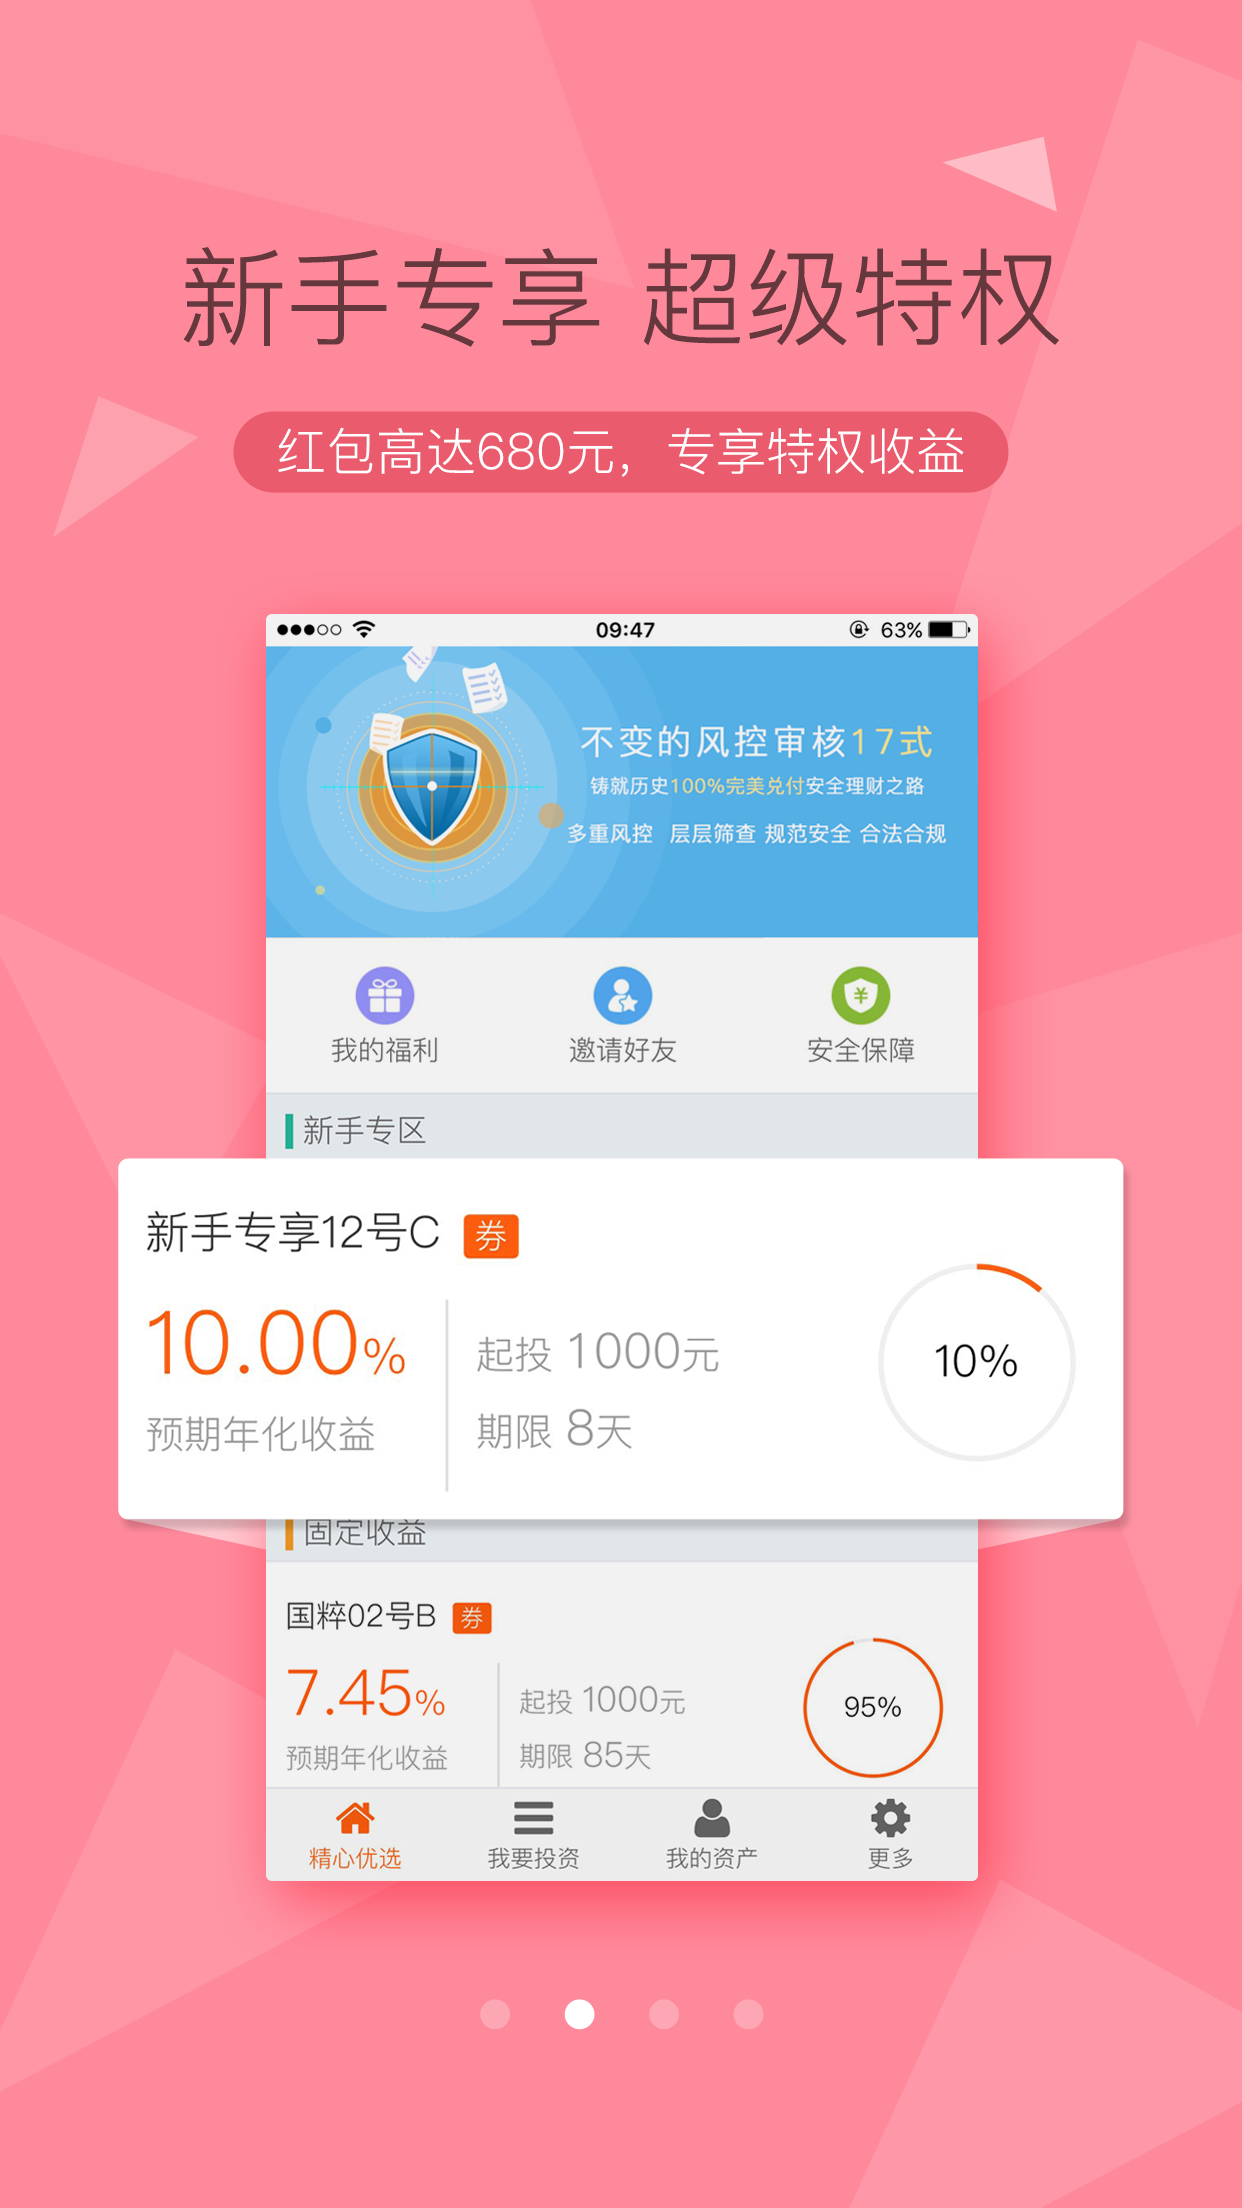 新手专享 超级特权
红包高达680元，专享特权收益
09:47
63%
不变的风控审核17式
铸就历史100%完美兑付安全理财之路
多重风控 层层筛查 规范安全 合法合规
我的福利 邀请好友 安全保障
新手专区
新手专享12号C 券
10.00%
预期年化收益
起投 1000元
期限 8天
10%
固定收益
国粹02号B 券
7.45%
预期年化收益
起投 1000元
期限 85天
95%
精心优选 我要投资 我的资产 更多